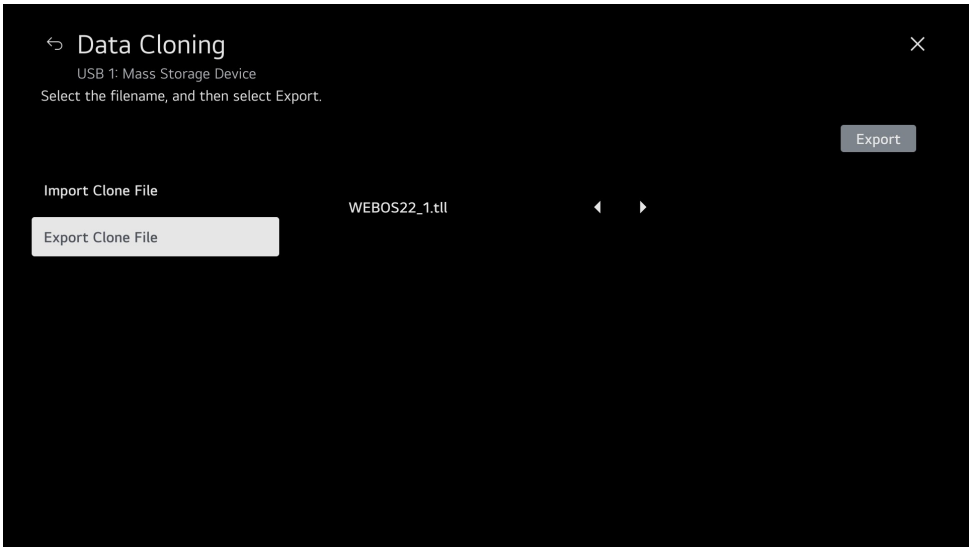 Data Cloning
USB 1: Mass Storage Device
Select the filename, and then select Export.
Export
Import Clone File
WEBOS22_1.tll
Export Clone File